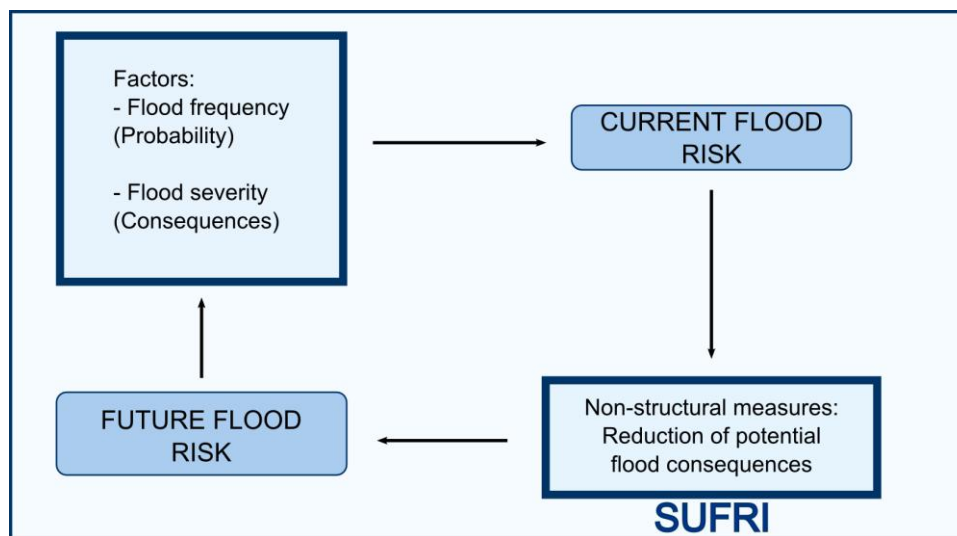 Factors:
- Flood frequency
(Probability)
- Flood severity
(Consequences)
CURRENT FLOOD
RISK
Non-structural measures:
Reduction of potential
flood consequences
SUFRI
FUTURE FLOOD
RISK